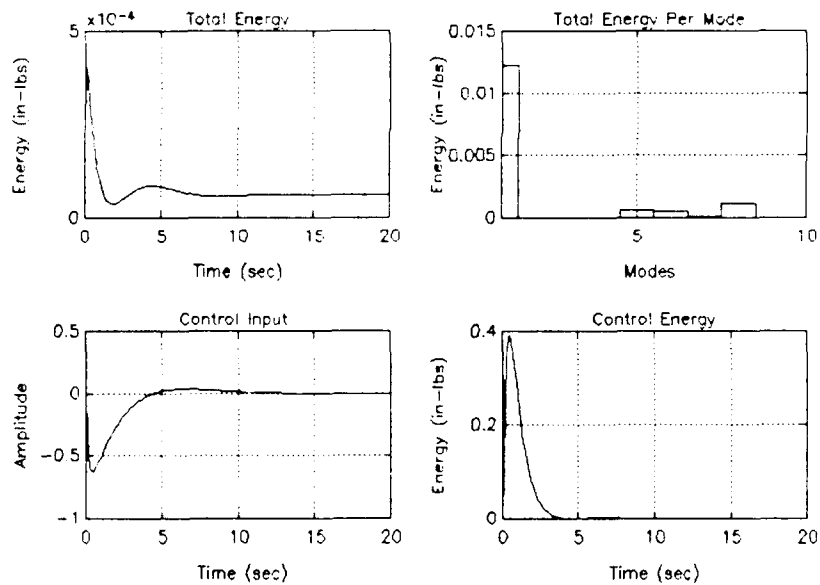 ×10⁻⁴
Total Energy
5
0
Energy (in-lbs)
0 5 10 15 20
Time (sec)
Total Energy Per Mode
0.015
0.01
0.005
0
Energy (in-lbs)
5 10
Modes
Control Input
0.5
0
-0.5
-1
Amplitude
0 5 10 15 20
Time (sec)
Control Energy
0.4
0.2
0
Energy (in-lbs)
0 5 10 15 20
Time (sec)